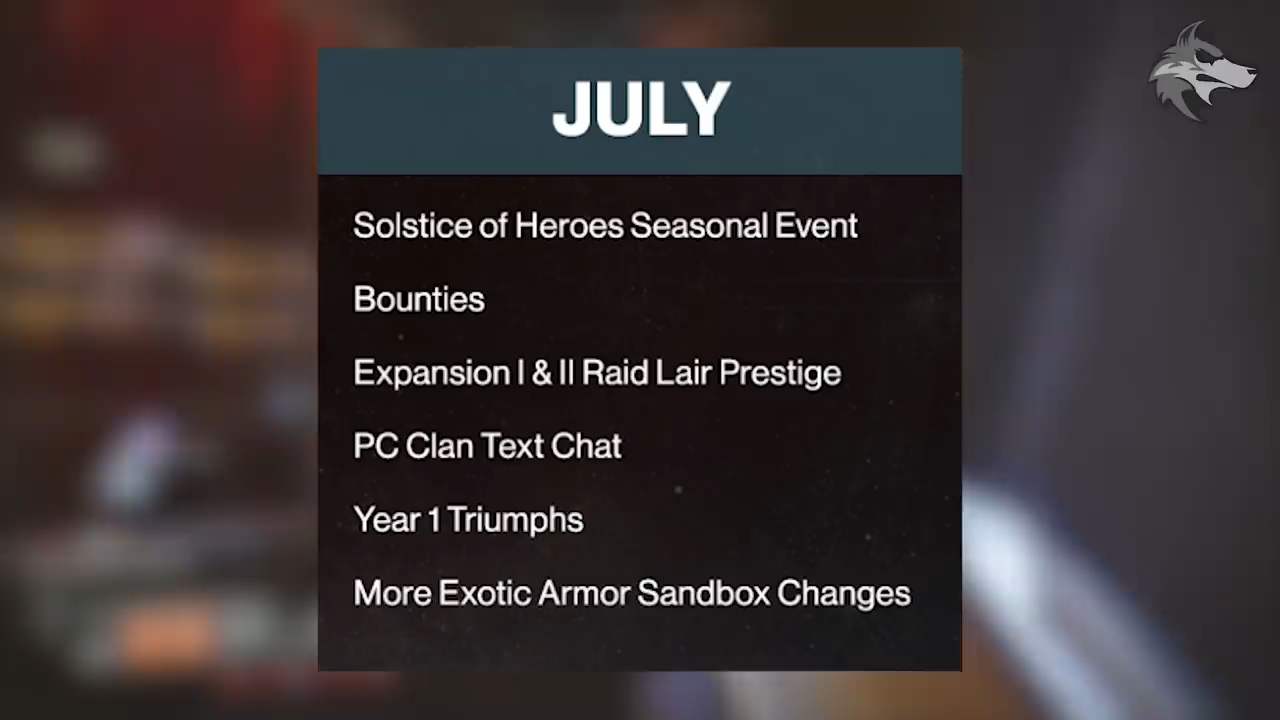 JULY
Solstice of Heroes Seasonal Event
Bounties
Expansion I & II Raid Lair Prestige
PC Clan Text Chat
Year 1 Triumphs
More Exotic Armor Sandbox Changes